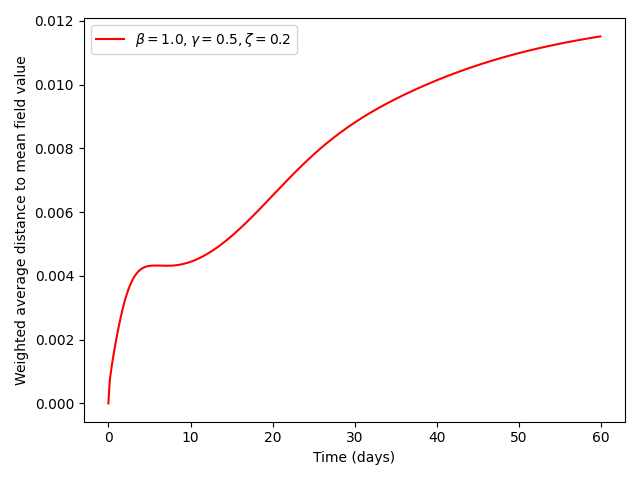 β = 1.0, γ = 0.5, ζ = 0.2
Weighted average distance to mean field value
0.012
0.010
0.008
0.006
0.004
0.002
0.000
0 10 20 30 40 50 60
Time (days)